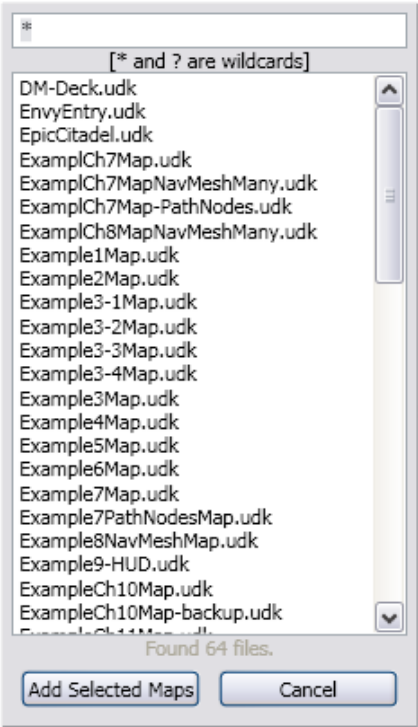 *
[* and ? are wildcards]
DM-Deck.udk
EnvyEntry.udk
EpicCitadel.udk
ExamplCh7Map.udk
ExamplCh7MapNavMeshMany.udk
ExamplCh7Map-PathNodes.udk
ExamplCh8MapNavMeshMany.udk
Example1Map.udk
Example2Map.udk
Example3-1Map.udk
Example3-2Map.udk
Example3-3Map.udk
Example3-4Map.udk
Example3Map.udk
Example4Map.udk
Example5Map.udk
Example6Map.udk
Example7Map.udk
Example7PathNodesMap.udk
Example8NavMeshMap.udk
Example9-HUD.udk
ExampleCh10Map.udk
ExampleCh10Map-backup.udk
ExampleCh11Map.udk
Found 64 files.
Add Selected Maps
Cancel